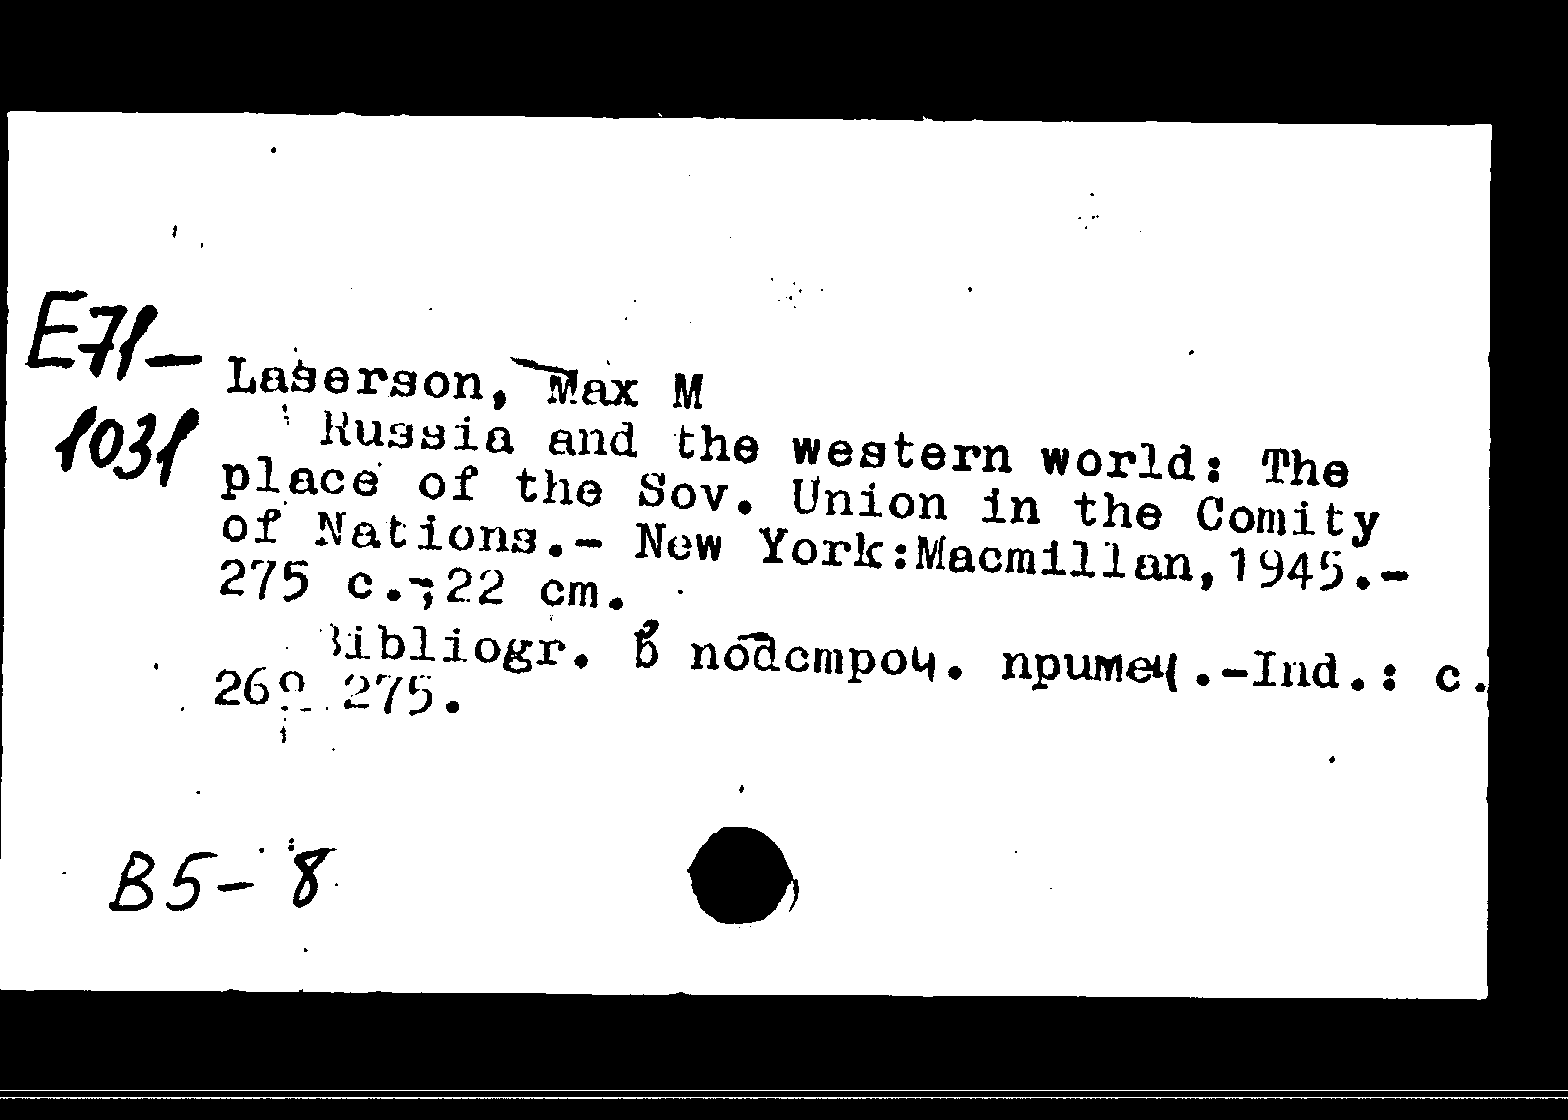 E71-
1031
Laserson, Max M
Russia and the western world: The
place of the Sov. Union in the Comity
of Nations.- New York:Macmillan,1945.-
275 c.;22 cm.
Bibliogr. в подстроч. примеч.-Ind.: c.
275.
B5-8